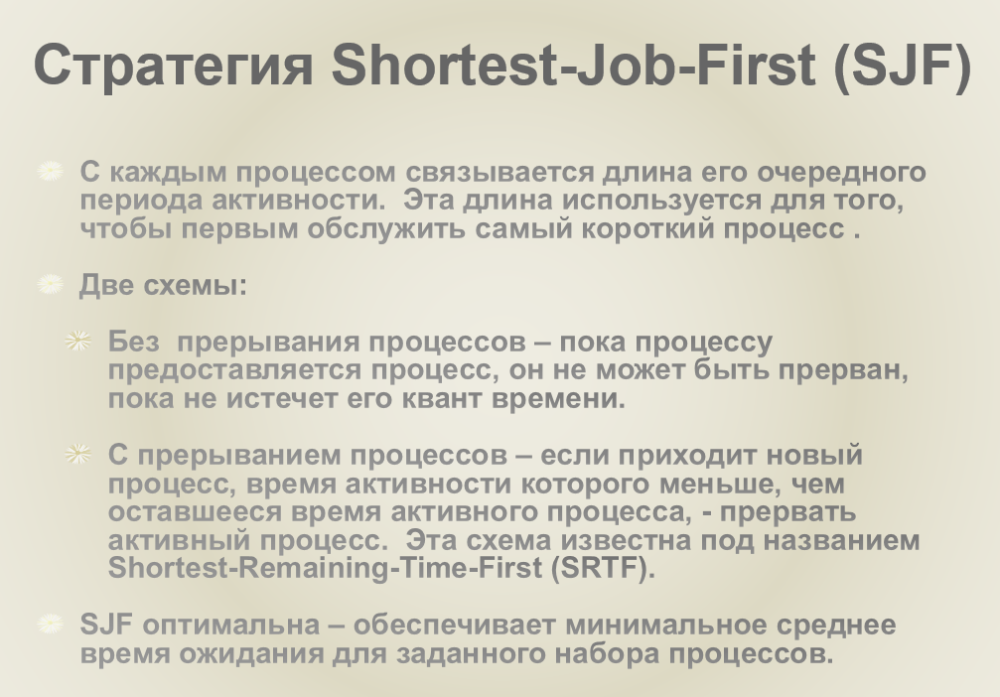 Стратегия Shortest-Job-First (SJF)
С каждым процессом связывается длина его очередного
периода активности.  Эта длина используется для того,
чтобы первым обслужить самый короткий процесс .
Две схемы:
Без  прерывания процессов – пока процессу
предоставляется процесс, он не может быть прерван,
пока не истечет его квант времени.
С прерыванием процессов – если приходит новый
процесс, время активности которого меньше, чем
оставшееся время активного процесса, - прервать
активный процесс.  Эта схема известна под названием
Shortest-Remaining-Time-First (SRTF).
SJF оптимальна – обеспечивает минимальное среднее
время ожидания для заданного набора процессов.